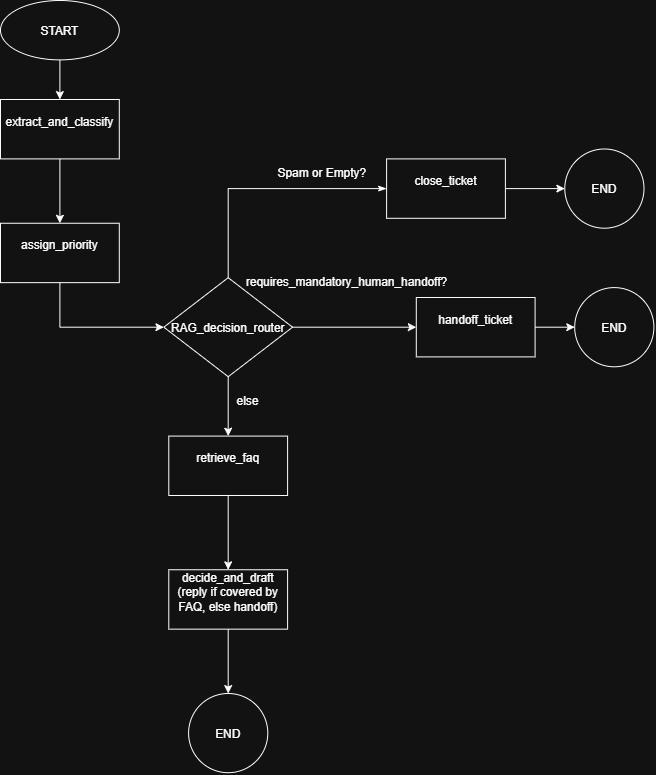 START
extract_and_classify
assign_priority
Spam or Empty?
close_ticket
END
requires_mandatory_human_handoff?
RAG_decision_router
handoff_ticket
END
else
retrieve_faq
decide_and_draft
(reply if covered by
FAQ, else handoff)
END